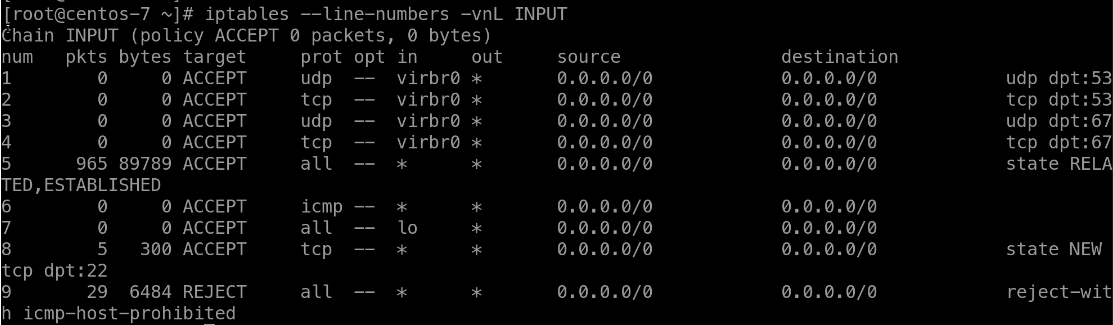 [root@centos-7 ~]# iptables --line-numbers -vnL INPUT
Chain INPUT (policy ACCEPT 0 packets, 0 bytes)
num   pkts bytes target     prot opt in     out     source               destination
1        0     0 ACCEPT     udp  --  virbr0 *       0.0.0.0/0            0.0.0.0/0            udp dpt:53
2        0     0 ACCEPT     tcp  --  virbr0 *       0.0.0.0/0            0.0.0.0/0            tcp dpt:53
3        0     0 ACCEPT     udp  --  virbr0 *       0.0.0.0/0            0.0.0.0/0            udp dpt:67
4        0     0 ACCEPT     tcp  --  virbr0 *       0.0.0.0/0            0.0.0.0/0            tcp dpt:67
5      965 89789 ACCEPT     all  --  *      *       0.0.0.0/0            0.0.0.0/0            state RELA
TED,ESTABLISHED
6        0     0 ACCEPT     icmp --  *      *       0.0.0.0/0            0.0.0.0/0
7        0     0 ACCEPT     all  --  lo     *       0.0.0.0/0            0.0.0.0/0
8        5   300 ACCEPT     tcp  --  *      *       0.0.0.0/0            0.0.0.0/0            state NEW
tcp dpt:22
9       29  6484 REJECT     all  --  *      *       0.0.0.0/0            0.0.0.0/0            reject-wit
h icmp-host-prohibited